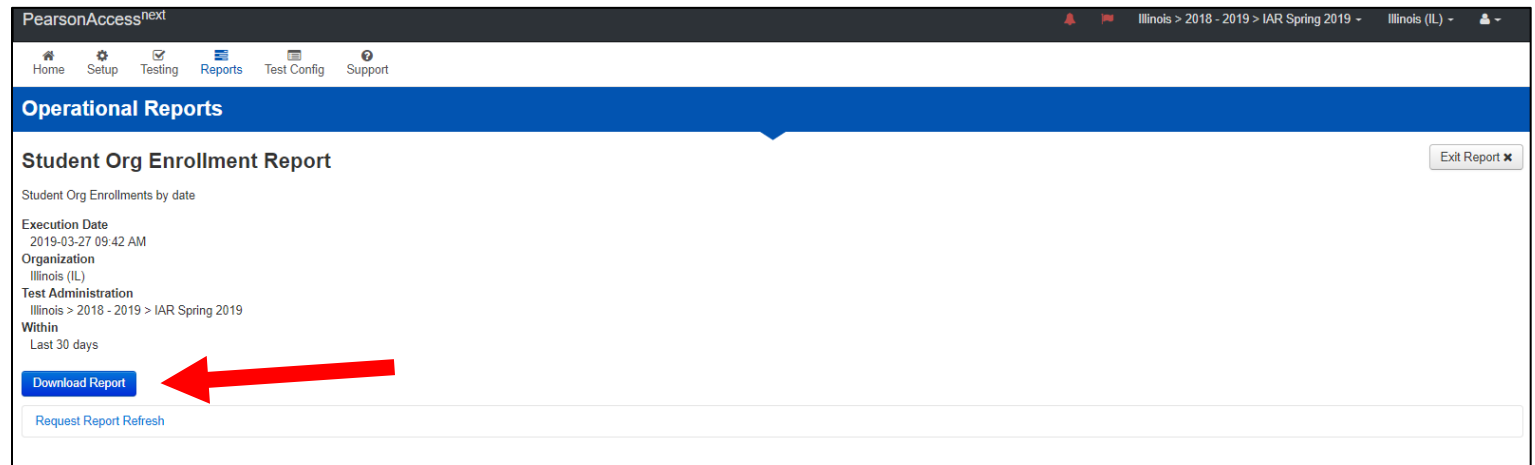 PearsonAccessnext
Illinois > 2018 - 2019 > IAR Spring 2019
Illinois (IL)
Home Setup Testing Reports Test Config Support
Operational Reports
Student Org Enrollment Report
Exit Report ×
Student Org Enrollments by date
Execution Date
2019-03-27 09:42 AM
Organization
Illinois (IL)
Test Administration
Illinois > 2018 - 2019 > IAR Spring 2019
Within
Last 30 days
Download Report
Request Report Refresh